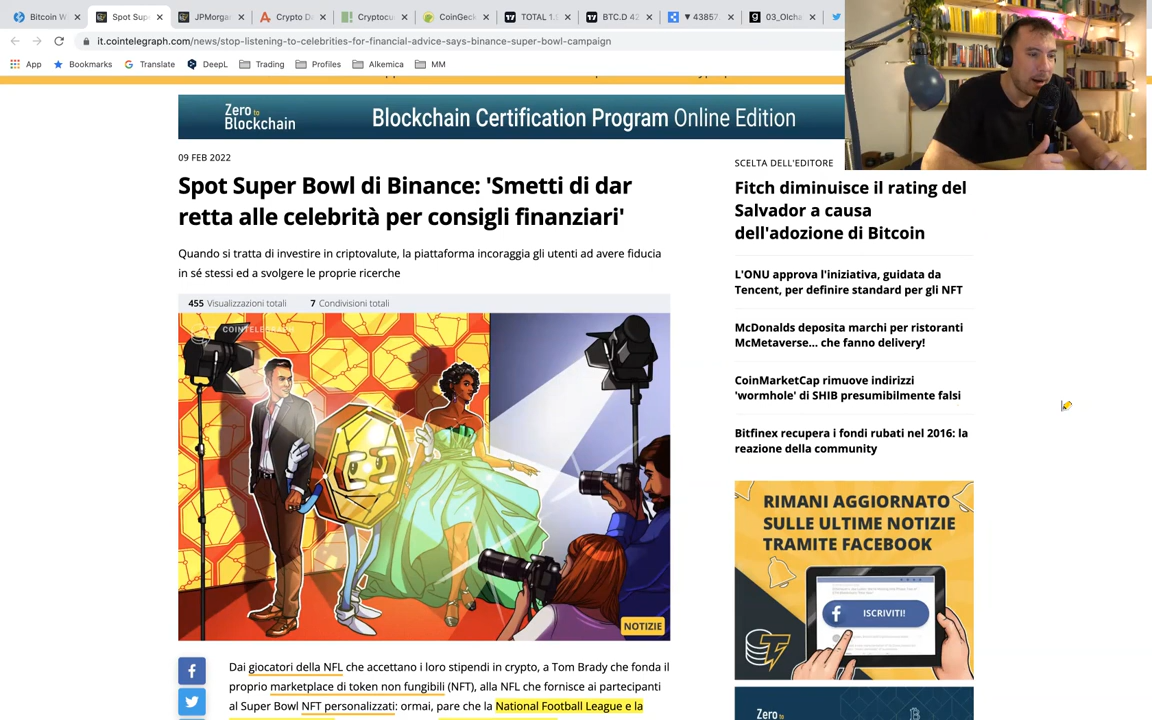 Bitcoin W
Spot Sup
JPMorga
Crypto D
Cryptocu
CoinGeck
TOTAL 1.
BTC.D 42
▼ 43857
03_Olcha
it.cointelegraph.com/news/stop-listening-to-celebrities-for-financial-advice-says-binance-super-bowl-campaign
App
Bookmarks
Translate
DeepL
Trading
Profiles
Alkemica
MM
Zero to
Blockchain
Blockchain Certification Program Online Edition
09 FEB 2022
Spot Super Bowl di Binance: 'Smetti di dar
retta alle celebrità per consigli finanziari'
Quando si tratta di investire in criptovalute, la piattaforma incoraggia gli utenti ad avere fiducia
in sé stessi ed a svolgere le proprie ricerche
455 Visualizzazioni totali
7 Condivisioni totali
COINTELEGRAPH
NOTIZIE
Dai giocatori della NFL che accettano i loro stipendi in crypto, a Tom Brady che fonda il
proprio marketplace di token non fungibili (NFT), alla NFL che fornisce ai partecipanti
al Super Bowl NFT personalizzati: ormai, pare che la National Football League e la
SCELTA DELL'EDITORE
Fitch diminuisce il rating del
Salvador a causa
dell'adozione di Bitcoin
L'ONU approva l'iniziativa, guidata da
Tencent, per definire standard per gli NFT
McDonalds deposita marchi per ristoranti
McMetaverse... che fanno delivery!
CoinMarketCap rimuove indirizzi
'wormhole' di SHIB presumibilmente falsi
Bitfinex recupera i fondi rubati nel 2016: la
reazione della community
RIMANI AGGIORNATO
SULLE ULTIME NOTIZIE
TRAMITE FACEBOOK
ISCRIVITI!
Zero to